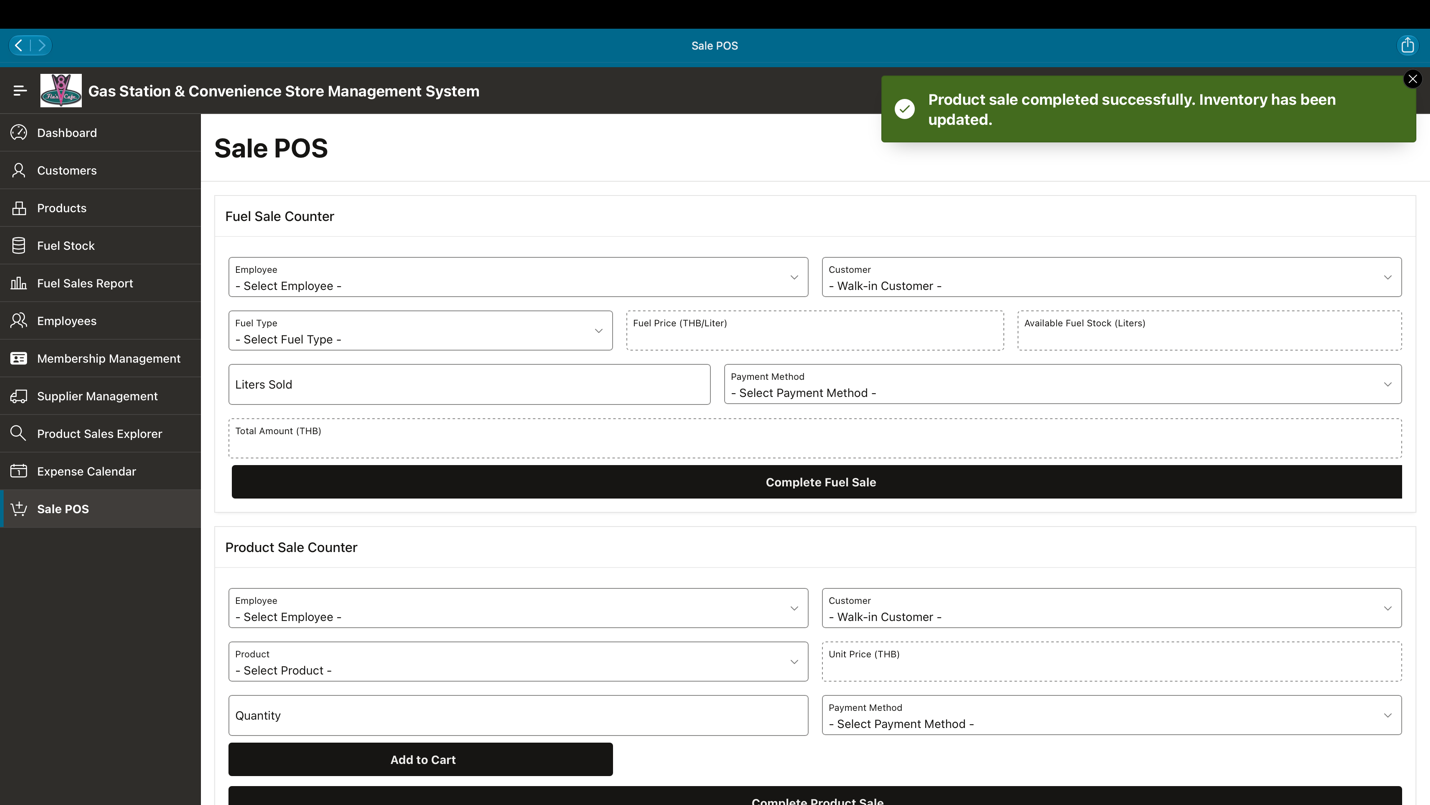 Sale POS
Gas Station & Convenience Store Management System
Product sale completed successfully. Inventory has been
updated.
Dashboard
Customers
Products
Fuel Stock
Fuel Sales Report
Employees
Membership Management
Supplier Management
Product Sales Explorer
Expense Calendar
Sale POS
Sale POS
Fuel Sale Counter
Employee
- Select Employee -
Customer
- Walk-in Customer -
Fuel Type
- Select Fuel Type -
Fuel Price (THB/Liter)
Available Fuel Stock (Liters)
Liters Sold
Payment Method
- Select Payment Method -
Total Amount (THB)
Complete Fuel Sale
Product Sale Counter
Employee
- Select Employee -
Customer
- Walk-in Customer -
Product
- Select Product -
Unit Price (THB)
Quantity
Payment Method
- Select Payment Method -
Add to Cart
Complete Product Sale